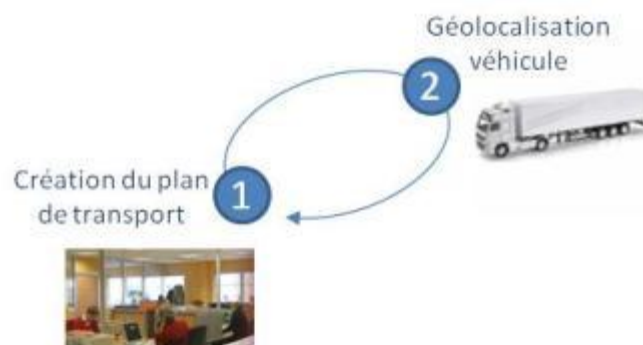 Géolocalisation
véhicule
2
Création du plan
de transport
1